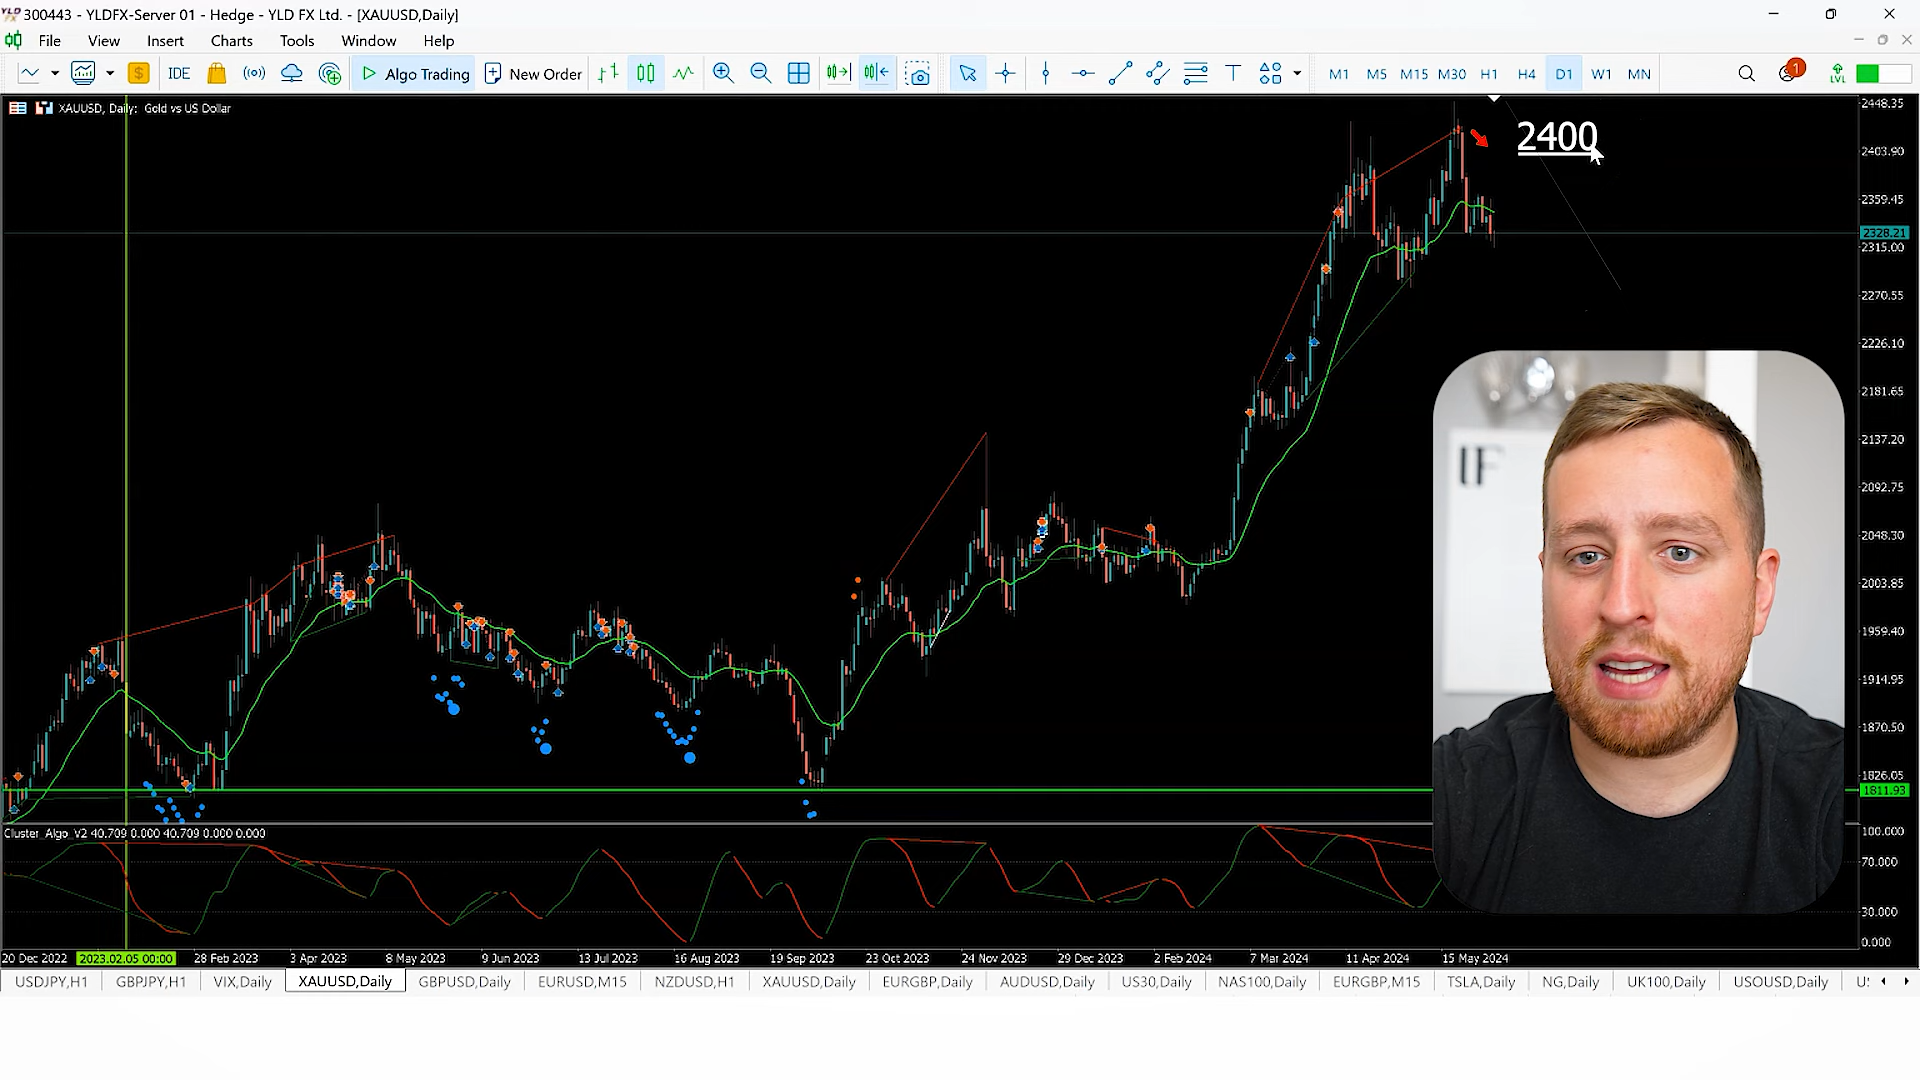 300443 - YLDFX-Server 01 - Hedge - YLD FX Ltd. - [XAUUSD,Daily]
File View Insert Charts Tools Window Help
IDE Algo Trading New Order M1 M5 M15 M30 H1 H4 D1 W1 MN 1 LVL
XAUUSD, Daily: Gold vs US Dollar
2400
2448.35
2403.90
2359.45
2328.21
2315.00
2270.55
2226.10
2181.65
2137.20
2092.75
2048.30
2003.85
1959.40
1914.95
1870.50
1826.05
1811.93
IF
Cluster_Algo_V2 40.709 0.000 40.709 0.000 0.000
100.000
70.000
30.000
0.000
20 Dec 2022 2023.02.05 00:00 28 Feb 2023 3 Apr 2023 8 May 2023 9 Jun 2023 13 Jul 2023 16 Aug 2023 19 Sep 2023 23 Oct 2023 24 Nov 2023 29 Dec 2023 2 Feb 2024 7 Mar 2024 11 Apr 2024 15 May 2024
USDJPY,H1 GBPJPY,H1 VIX,Daily XAUUSD,Daily GBPUSD,Daily EURUSD,M15 NZDUSD,H1 XAUUSD,Daily EURGBP,Daily AUDUSD,Daily US30,Daily NAS100,Daily EURGBP,M15 TSLA,Daily NG,Daily UK100,Daily USOUSD,Daily